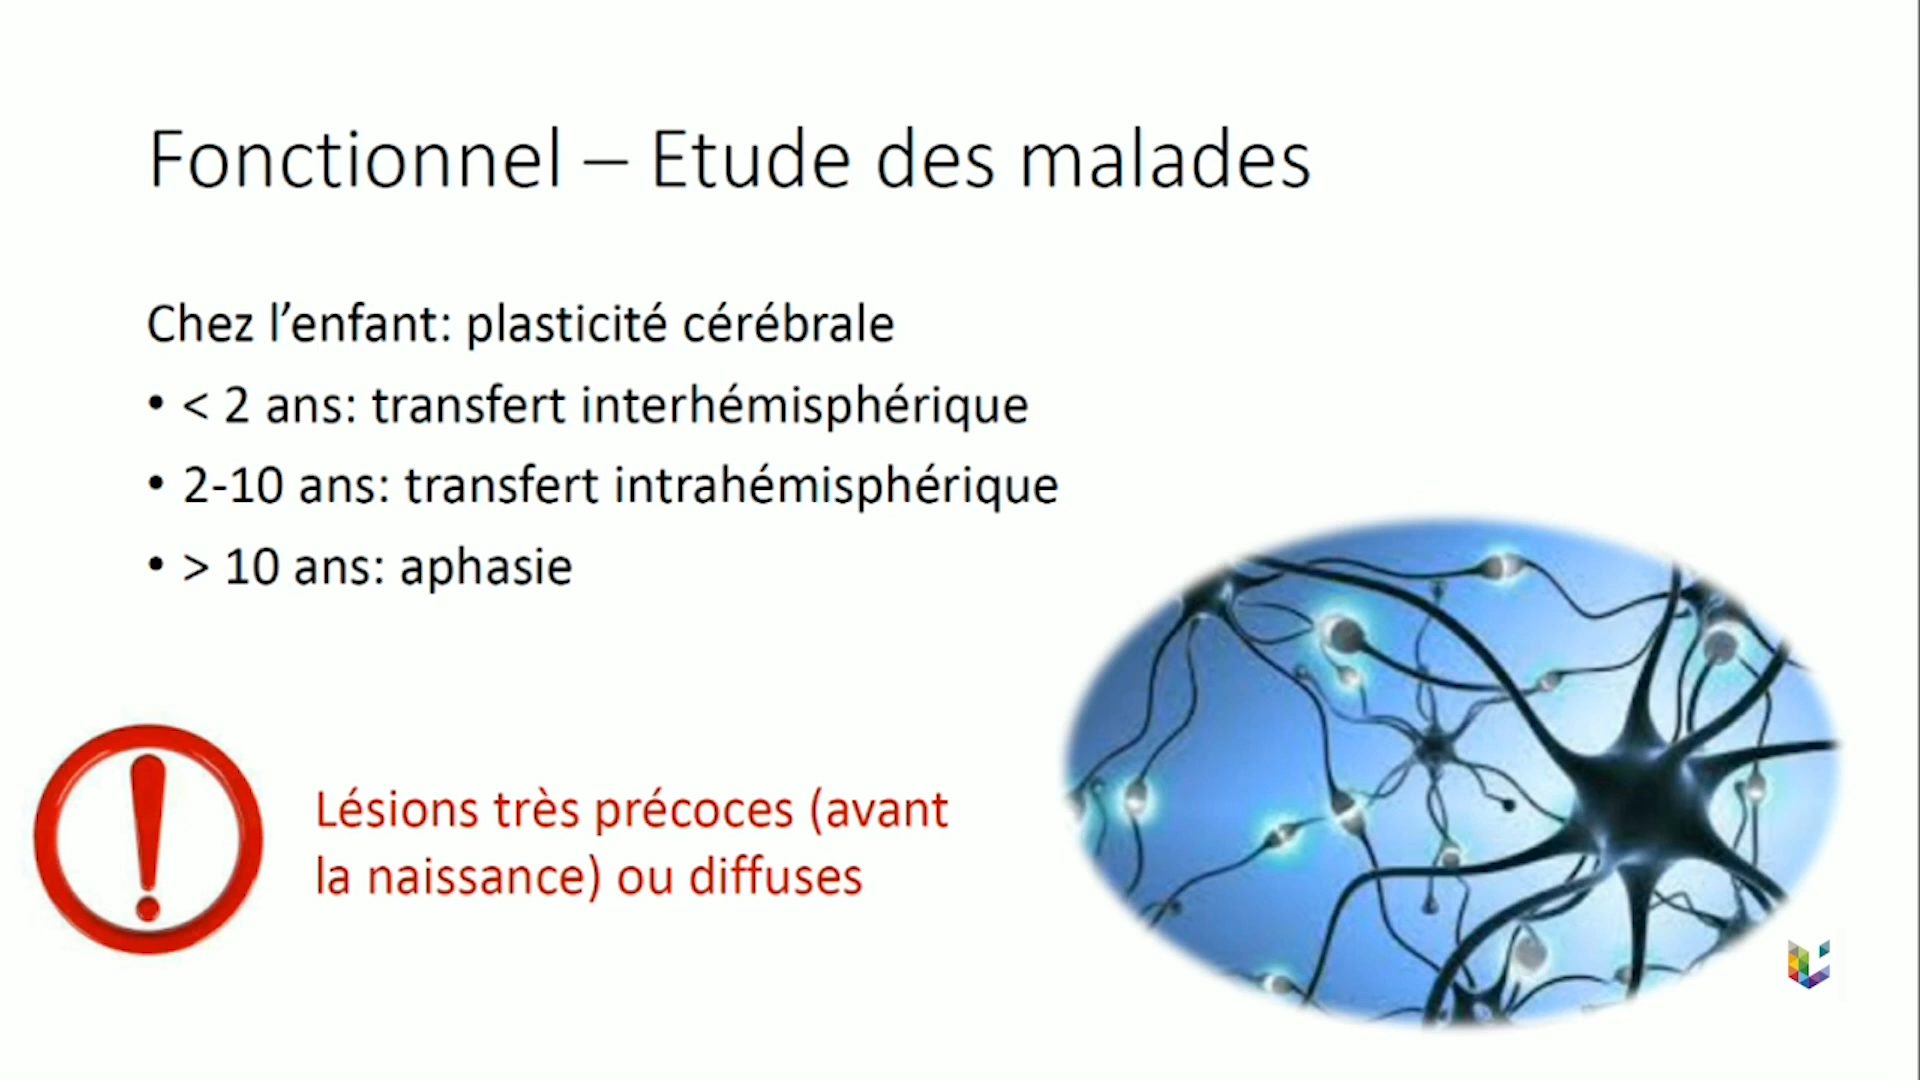 Fonctionnel – Etude des malades
Chez l’enfant: plasticité cérébrale
• < 2 ans: transfert interhémisphérique
• 2-10 ans: transfert intrahémisphérique
• > 10 ans: aphasie
Lésions très précoces (avant
la naissance) ou diffuses